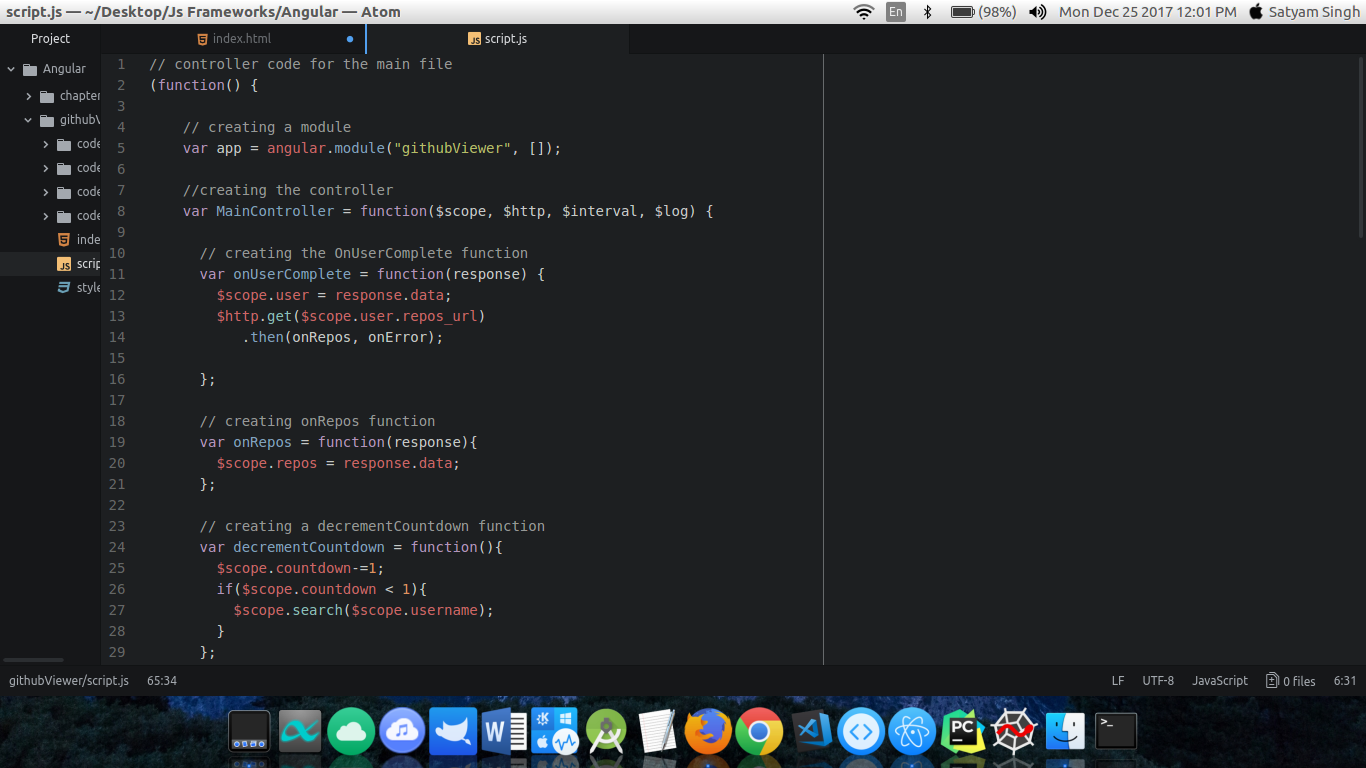 script.js — ~/Desktop/Js Frameworks/Angular — Atom
En
(98%)
Mon Dec 25 2017 12:01 PM
Satyam Singh
Project
index.html
script.js
Angular
chapter
github
code
code
code
code
inde
scrip
style
1 // controller code for the main file
2 (function() {
3
4 // creating a module
5 var app = angular.module("githubViewer", []);
6
7 //creating the controller
8 var MainController = function($scope, $http, $interval, $log) {
9
10 // creating the OnUserComplete function
11 var onUserComplete = function(response) {
12 $scope.user = response.data;
13 $http.get($scope.user.repos_url)
14 .then(onRepos, onError);
15
16 };
17
18 // creating onRepos function
19 var onRepos = function(response){
20 $scope.repos = response.data;
21 };
22
23 // creating a decrementCountdown function
24 var decrementCountdown = function(){
25 $scope.countdown-=1;
26 if($scope.countdown < 1){
27 $scope.search($scope.username);
28 }
29 };
githubViewer/script.js 65:34
LF UTF-8 JavaScript 0 files 6:31
W
PC
>_